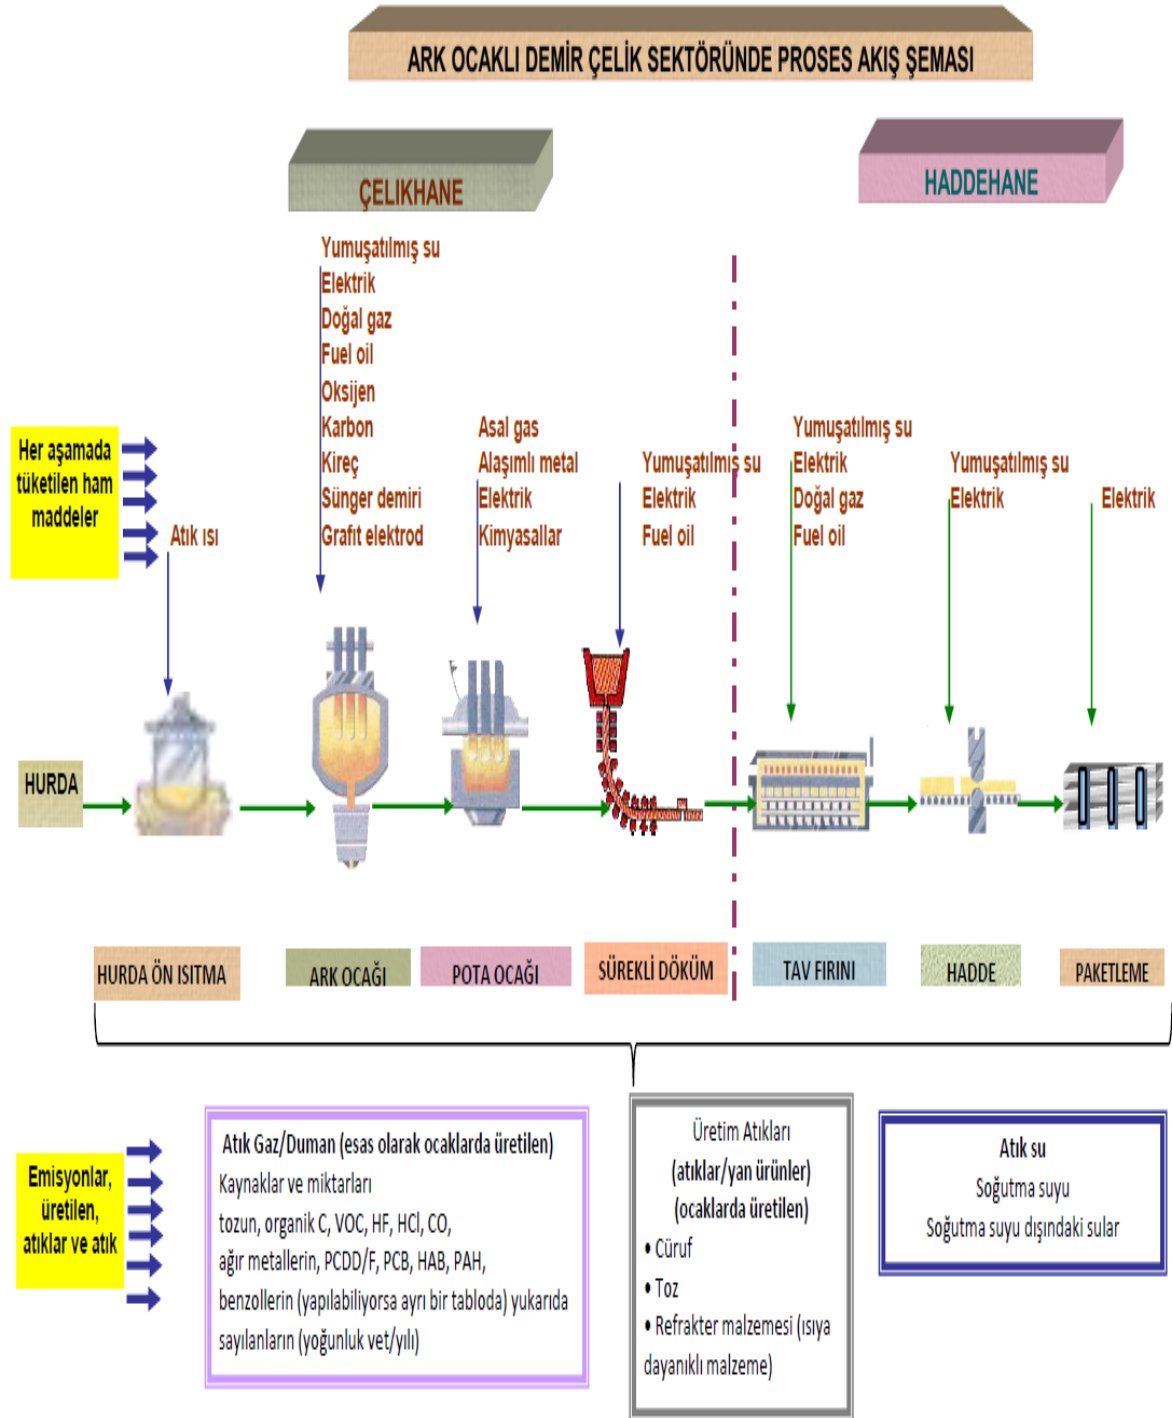 ARK OCAKLI DEMİR ÇELİK SEKTÖRÜNDE PROSES AKIŞ ŞEMASI
ÇELIKHANE
HADDEHANE
Her aşamada
tüketilen ham
maddeler
Atık ısı
Yumuşatılmış su
Elektrik
Doğal gaz
Fuel oil
Oksijen
Karbon
Kireç
Sünger demiri
Grafıt elektrod
Asal gas
Alaşımlı metal
Elektrik
Kimyasallar
Yumuşatılmış su
Elektrik
Fuel oil
Yumuşatılmış su
Elektrik
Doğal gaz
Fuel oil
Yumuşatılmış su
Elektrik
Elektrik
HURDA
HURDA ÖN ISITMA
ARK OCAĞI
POTA OCAĞI
SÜREKLİ DÖKÜM
TAV FIRINI
HADDE
PAKETLEME
Emisyonlar,
üretilen,
atıklar ve atık
Atık Gaz/Duman (esas olarak ocaklarda üretilen)
Kaynaklar ve miktarları
tozun, organik C, VOC, HF, HCl, CO,
ağır metallerin, PCDD/F, PCB, HAB, PAH,
benzollerin (yapılabiliyorsa ayrı bir tabloda) yukarıda
sayılanların (yoğunluk vet/yılı)
Üretim Atıkları
(atıklar/yan ürünler)
(ocaklarda üretilen)
• Cüruf
• Toz
• Refrakter malzemesi (ısıya
dayanıklı malzeme)
Atık su
Soğutma suyu
Soğutma suyu dışındaki sular